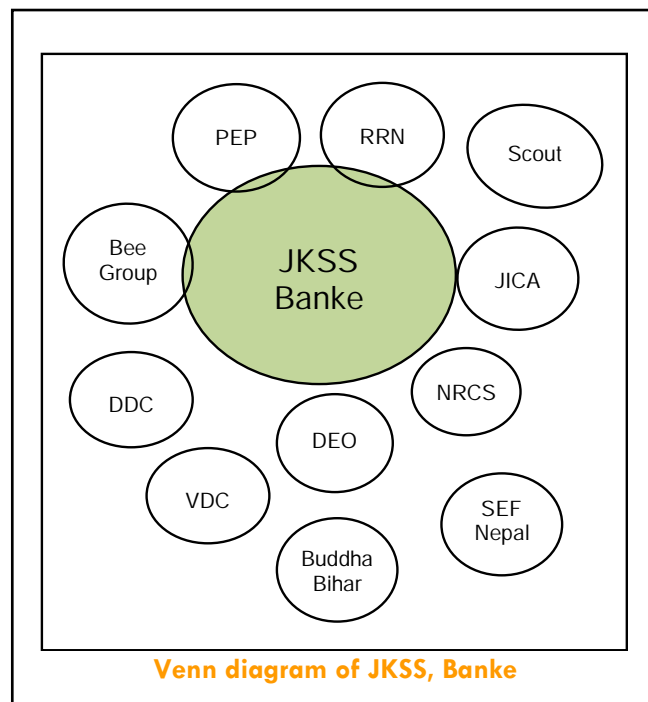 PEP
RRN
Scout
Bee
Group
JKSS
Banke
JICA
DDC
NRCS
DEO
VDC
SEF
Nepal
Buddha
Bihar
Venn diagram of JKSS, Banke